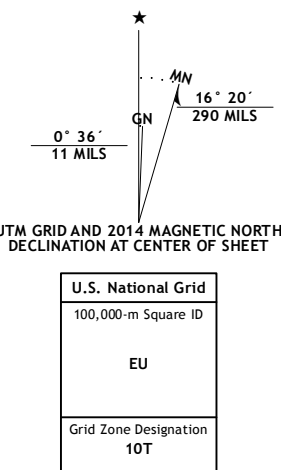 ★
MN
GN
16° 20´
290 MILS
0° 36´
11 MILS
UTM GRID AND 2014 MAGNETIC NORTH
DECLINATION AT CENTER OF SHEET
U.S. National Grid
100,000-m Square ID
EU
Grid Zone Designation
10T